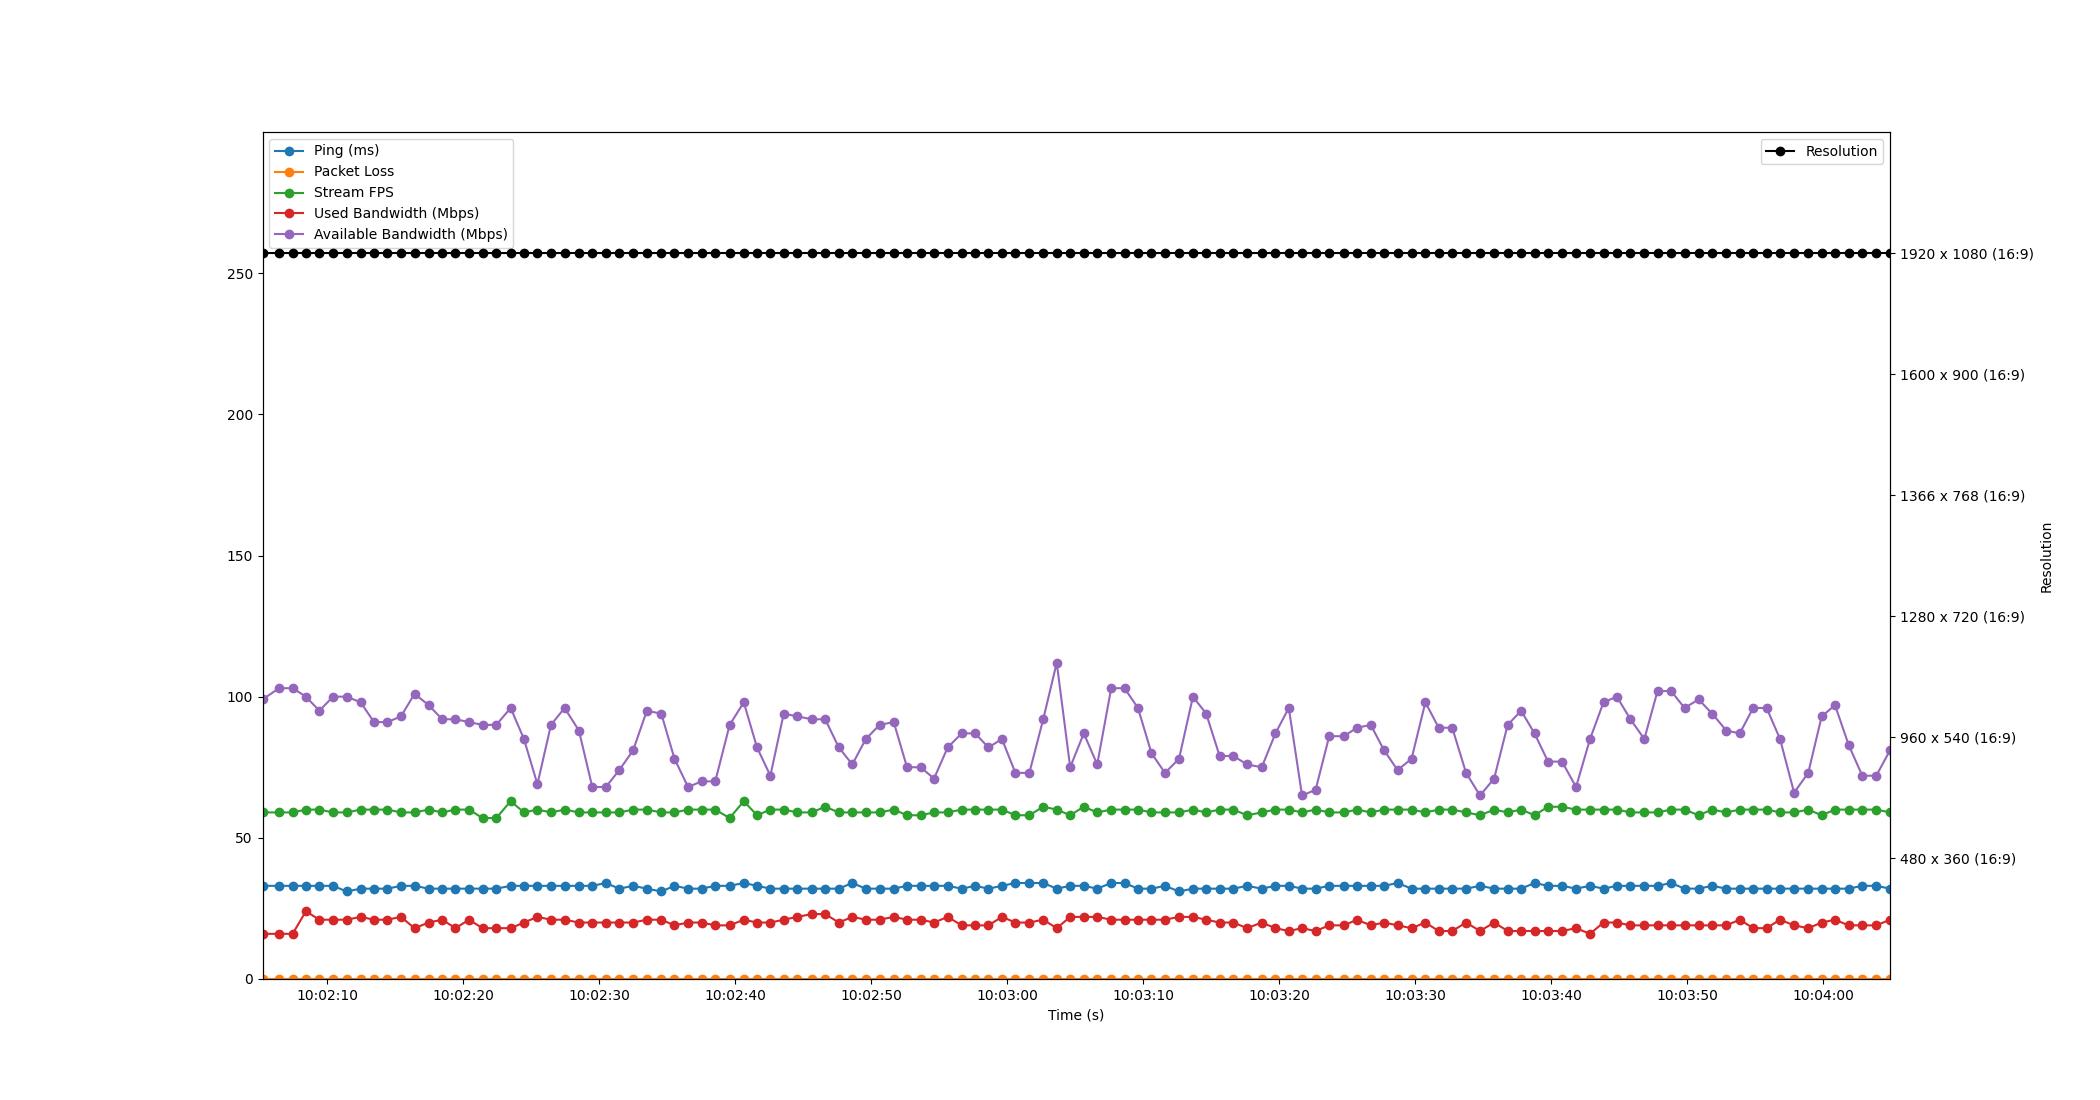 Ping (ms)
Packet Loss
Stream FPS
Used Bandwidth (Mbps)
Available Bandwidth (Mbps)
Resolution
250
200
150
100
50
0
1920 x 1080 (16:9)
1600 x 900 (16:9)
1366 x 768 (16:9)
1280 x 720 (16:9)
960 x 540 (16:9)
480 x 360 (16:9)
Resolution
10:02:10 10:02:20 10:02:30 10:02:40 10:02:50 10:03:00 10:03:10 10:03:20 10:03:30 10:03:40 10:03:50 10:04:00
Time (s)